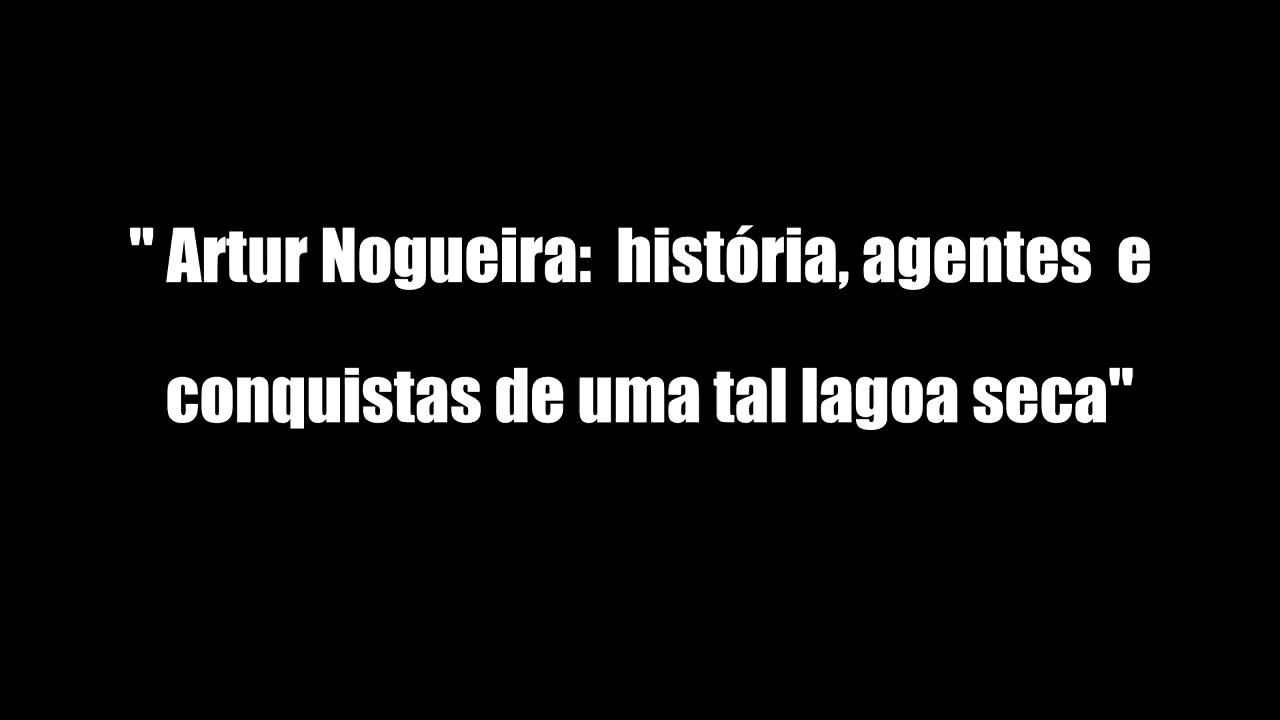 " Artur Nogueira:  história, agentes  e
conquistas de uma tal lagoa seca"